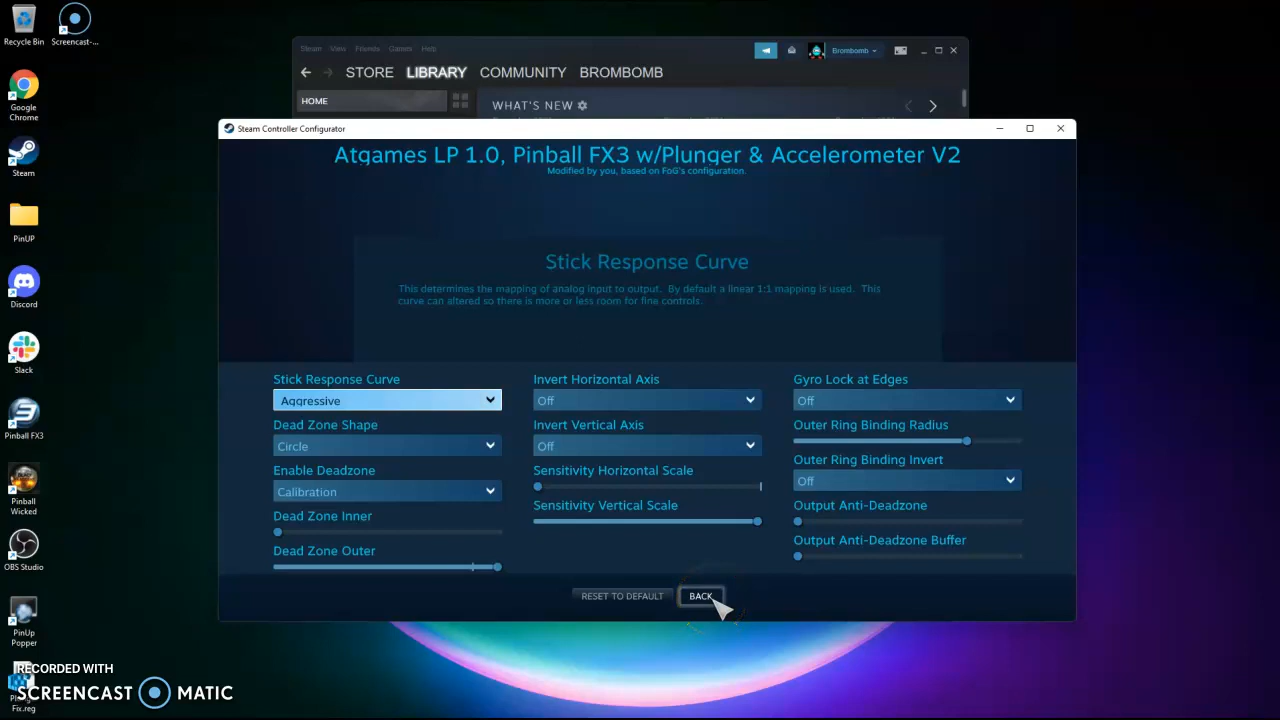 Recycle Bin
Screencast-...
Google
Chrome
Steam
PinUP
Discord
Slack
Pinball FX3
Pinball
Wicked
OBS Studio
PinUp
Popper
Fix.reg
RECORDED WITH
SCREENCAST MATIC
Steam View Friends Games Help
Brombomb
STORE LIBRARY COMMUNITY BROMBOMB
HOME
WHAT'S NEW
Steam Controller Configurator
Atgames LP 1.0, Pinball FX3 w/Plunger & Accelerometer V2
Modified by you, based on FoG's configuration.
Stick Response Curve
This determines the mapping of analog input to output. By default a linear 1:1 mapping is used. This
curve can altered so there is more or less room for fine controls.
Stick Response Curve
Aggressive
Dead Zone Shape
Circle
Enable Deadzone
Calibration
Dead Zone Inner
Dead Zone Outer
Invert Horizontal Axis
Off
Invert Vertical Axis
Off
Sensitivity Horizontal Scale
Sensitivity Vertical Scale
Gyro Lock at Edges
Off
Outer Ring Binding Radius
Outer Ring Binding Invert
Off
Output Anti-Deadzone
Output Anti-Deadzone Buffer
RESET TO DEFAULT
BACK